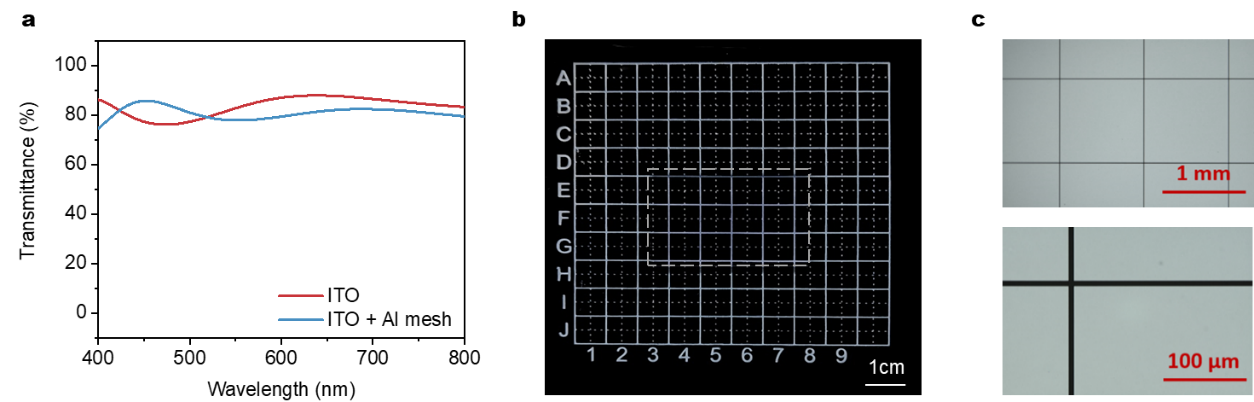 a
100
80
60
40
20
0
Transmittance (%)
ITO
ITO + Al mesh
400 500 600 700 800
Wavelength (nm)
b
A
B
C
D
E
F
G
H
I
J
1 2 3 4 5 6 7 8 9
1cm
c
1 mm
100 µm